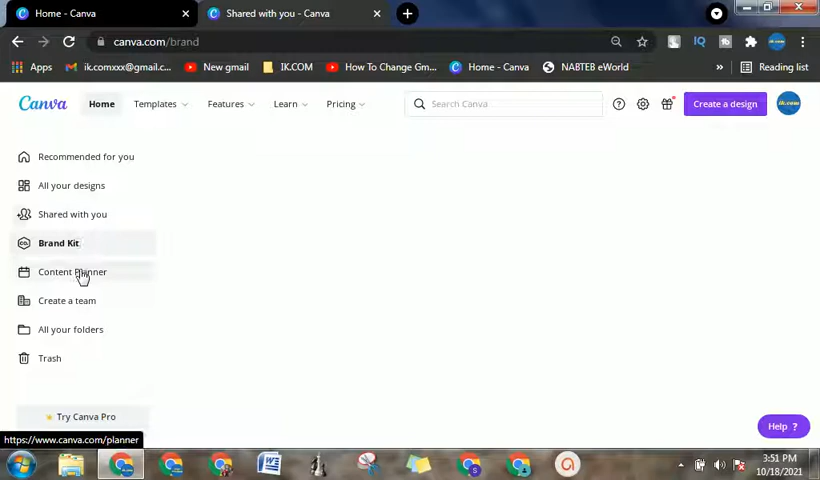 Home - Canva
Shared with you - Canva
canva.com/brand
Apps
ik.comxxx@gmail.c...
New gmail
IK.COM
How To Change Gm...
Home - Canva
NABTEB eWorld
»
Reading list
Canva
Home
Templates
Features
Learn
Pricing
Search Canva
Create a design
ik.com
Recommended for you
All your designs
Shared with you
CO.
Brand Kit
Content Planner
Create a team
All your folders
Trash
Try Canva Pro
https://www.canva.com/planner
Help ?
3:51 PM
10/18/2021